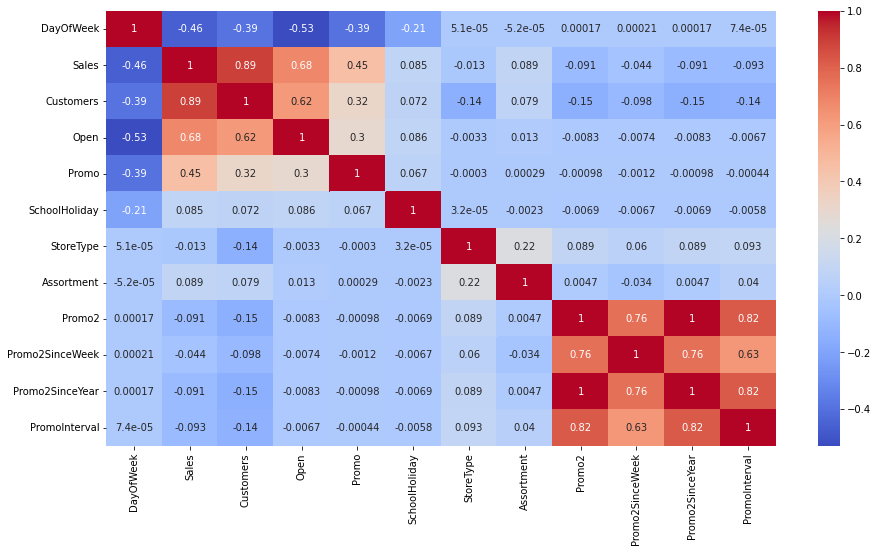 DayOfWeek 1 -0.46 -0.39 -0.53 -0.39 -0.21 5.1e-05 -5.2e-05 0.00017 0.00021 0.00017 7.4e-05
Sales -0.46 1 0.89 0.68 0.45 0.085 -0.013 0.089 -0.091 -0.044 -0.091 -0.093
Customers -0.39 0.89 1 0.62 0.32 0.072 -0.14 0.079 -0.15 -0.098 -0.15 -0.14
Open -0.53 0.68 0.62 1 0.3 0.086 -0.0033 0.013 -0.0083 -0.0074 -0.0083 -0.0067
Promo -0.39 0.45 0.32 0.3 1 0.067 -0.0003 0.00029 -0.00098 -0.0012 -0.00098 -0.00044
SchoolHoliday -0.21 0.085 0.072 0.086 0.067 1 3.2e-05 -0.0023 -0.0069 -0.0067 -0.0069 -0.0058
StoreType 5.1e-05 -0.013 -0.14 -0.0033 -0.0003 3.2e-05 1 0.22 0.089 0.06 0.089 0.093
Assortment -5.2e-05 0.089 0.079 0.013 0.00029 -0.0023 0.22 1 0.0047 -0.034 0.0047 0.04
Promo2 0.00017 -0.091 -0.15 -0.0083 -0.00098 -0.0069 0.089 0.0047 1 0.76 1 0.82
Promo2SinceWeek 0.00021 -0.044 -0.098 -0.0074 -0.0012 -0.0067 0.06 -0.034 0.76 1 0.76 0.63
Promo2SinceYear 0.00017 -0.091 -0.15 -0.0083 -0.00098 -0.0069 0.089 0.0047 1 0.76 1 0.82
PromoInterval 7.4e-05 -0.093 -0.14 -0.0067 -0.00044 -0.0058 0.093 0.04 0.82 0.63 0.82 1
DayOfWeek
Sales
Customers
Open
Promo
SchoolHoliday
StoreType
Assortment
Promo2
Promo2SinceWeek
Promo2SinceYear
PromoInterval
1.0
0.8
0.6
0.4
0.2
0.0
−0.2
−0.4